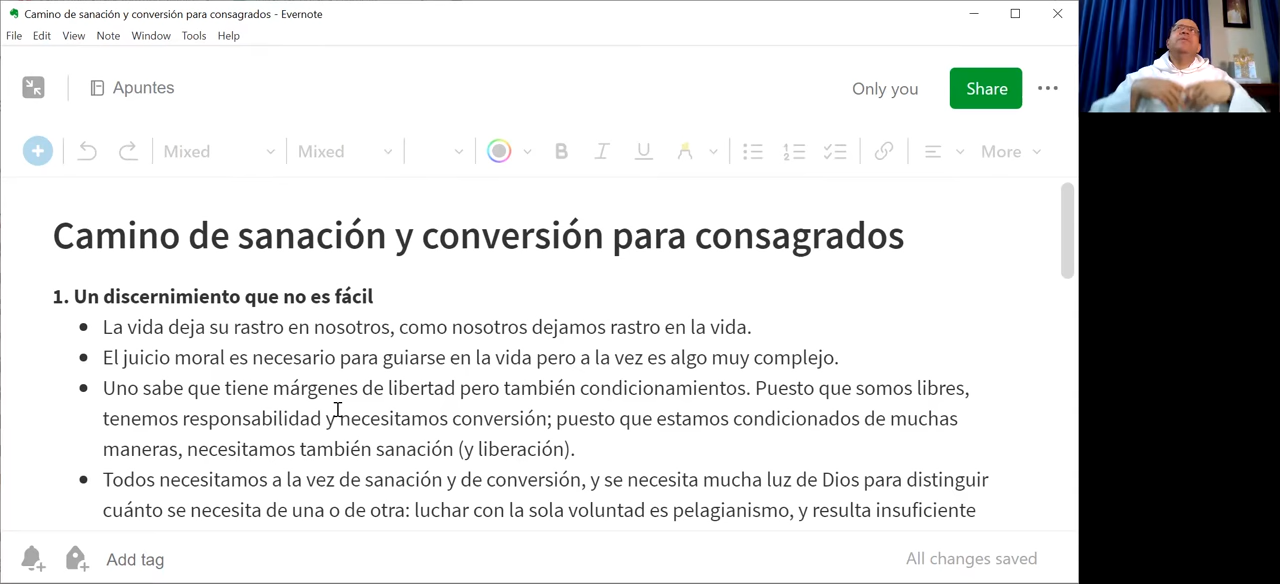 Camino de sanación y conversión para consagrados - Evernote
File Edit View Note Window Tools Help
Apuntes
Only you
Share
Mixed
Mixed
B I U
More
Camino de sanación y conversión para consagrados
1. Un discernimiento que no es fácil
• La vida deja su rastro en nosotros, como nosotros dejamos rastro en la vida.
• El juicio moral es necesario para guiarse en la vida pero a la vez es algo muy complejo.
• Uno sabe que tiene márgenes de libertad pero también condicionamientos. Puesto que somos libres,
tenemos responsabilidad y necesitamos conversión; puesto que estamos condicionados de muchas
maneras, necesitamos también sanación (y liberación).
• Todos necesitamos a la vez de sanación y de conversión, y se necesita mucha luz de Dios para distinguir
cuánto se necesita de una o de otra: luchar con la sola voluntad es pelagianismo, y resulta insuficiente
Add tag
All changes saved